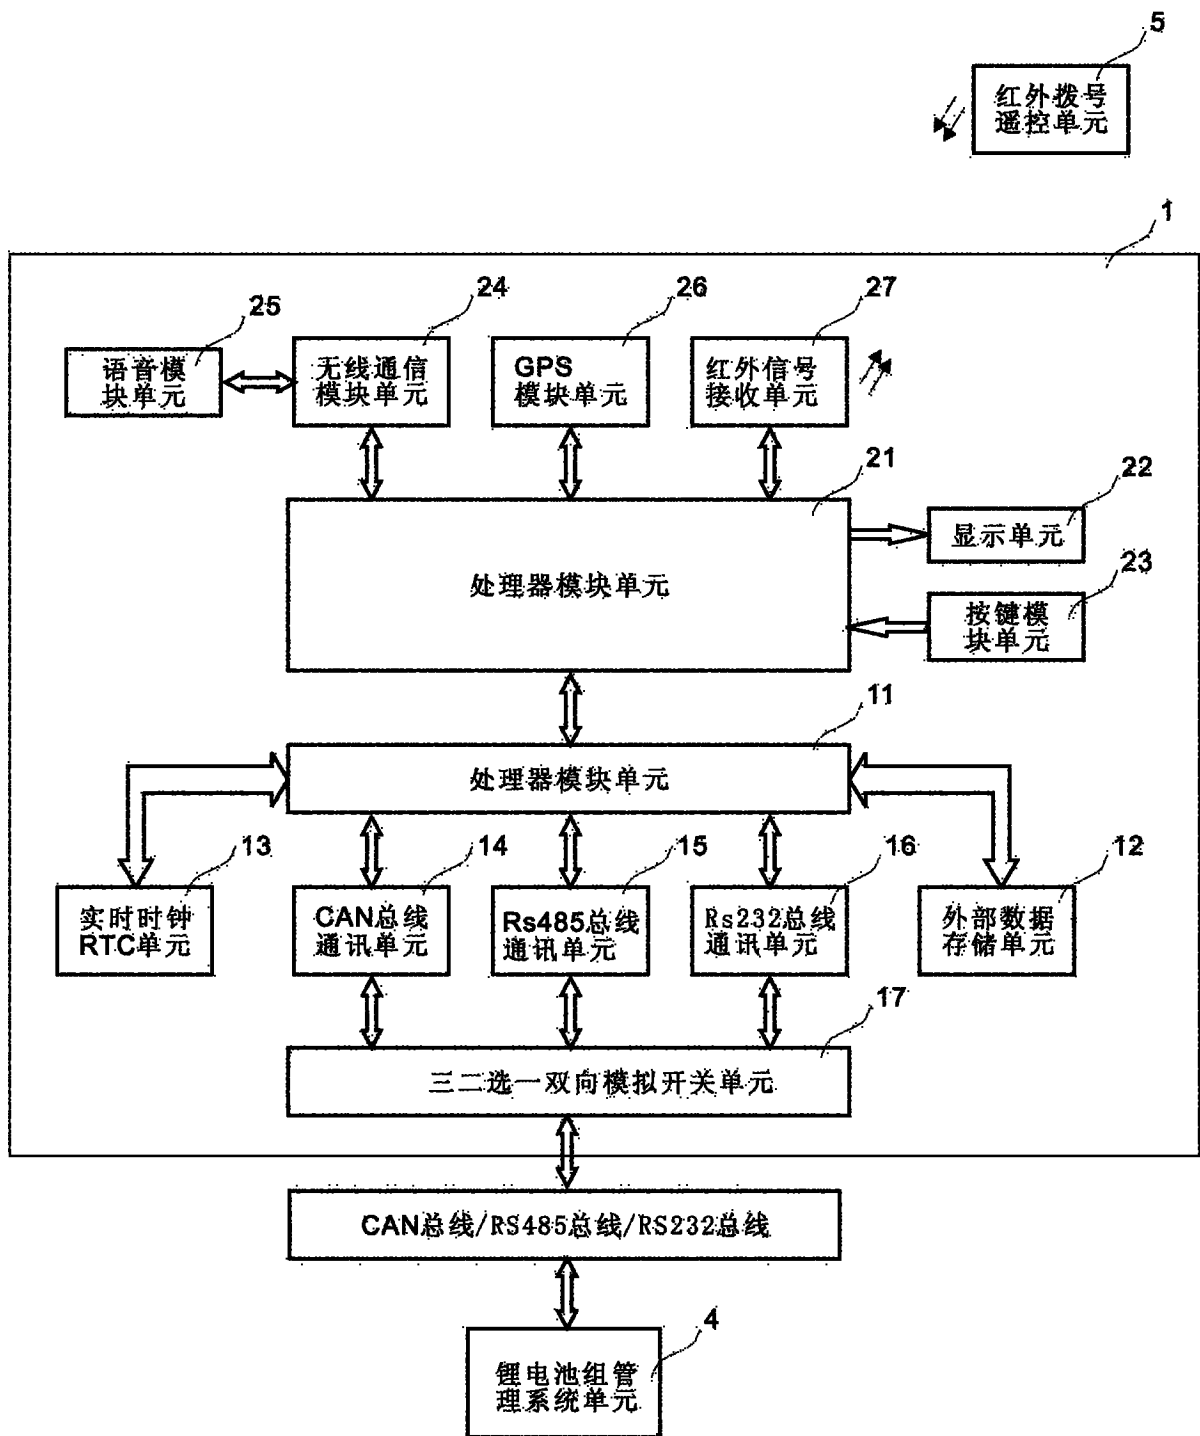 5
红外拨号
遥控单元
1
25
24
26
27
语音模
块单元
无线通信
模块单元
GPS
模块单元
红外信号
接收单元
21
22
显示单元
处理器模块单元
23
按键模
块单元
11
处理器模块单元
13
14
15
16
12
实时时钟
RTC单元
CAN总线
通讯单元
Rs485总线
通讯单元
Rs232总线
通讯单元
外部数据
存储单元
17
三二选一双向模拟开关单元
CAN总线/RS485总线/RS232总线
4
锂电池组管
理系统单元